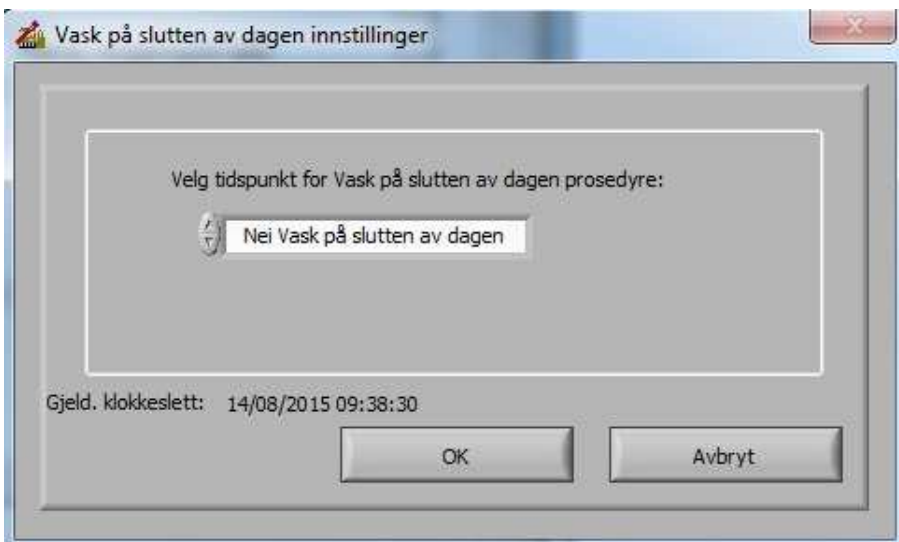 Vask på slutten av dagen innstillinger
Velg tidspunkt for Vask på slutten av dagen prosedyre:
Nei Vask på slutten av dagen
Gjeld. klokkeslett: 14/08/2015 09:38:30
OK
Avbryt